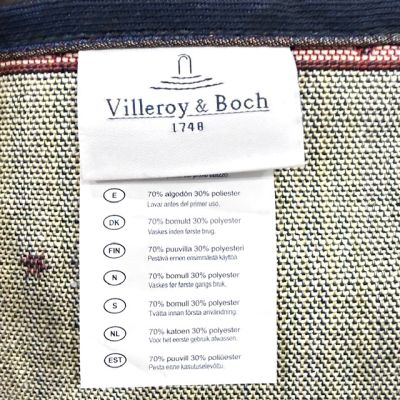 Villeroy & Boch
1748
E 70% algodón 30% poliester
Lavar antes del primer uso.
DK 70% bomuld 30% polyester
Vaskes inden første brug.
FIN 70% puuvilla 30% polyesteri
Pestävä ennen ensimmäistä käyttöä.
N 70% bomull 30% polyester
Vaskes før første gangs bruk.
S 70% bomull 30% polyester
Tvätta innan första användning.
NL 70% katoen 30% polyester
Voor het eerste gebruik afwassen.
EST 70% puuvill 30% polüester
Pesta enne kasutuselevõttu.